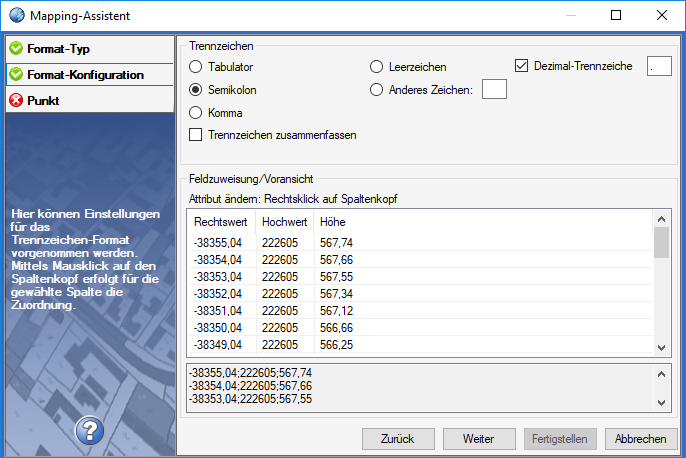 Mapping-Assistent
Format-Typ
Format-Konfiguration
Punkt
Hier können Einstellungen
für das
Trennzeichen-Format
vorgenommen werden.
Mittels Mausklick auf den
Spaltenkopf erfolgt für die
gewählte Spalte die
Zuordnung.
?
Trennzeichen
Tabulator Leerzeichen Dezimal-Trennzeiche .
Semikolon Anderes Zeichen:
Komma
Trennzeichen zusammenfassen
Feldzuweisung/Voransicht
Attribut ändern: Rechtsklick auf Spaltenkopf
Rechtswert Hochwert Höhe
-38355,04 222605 567,74
-38354,04 222605 567,66
-38353,04 222605 567,55
-38352,04 222605 567,34
-38351,04 222605 567,12
-38350,04 222605 566,66
-38349,04 222605 566,25
-38355,04;222605;567,74
-38354,04;222605;567,66
-38353,04;222605;567,55
Zurück Weiter Fertigstellen Abbrechen